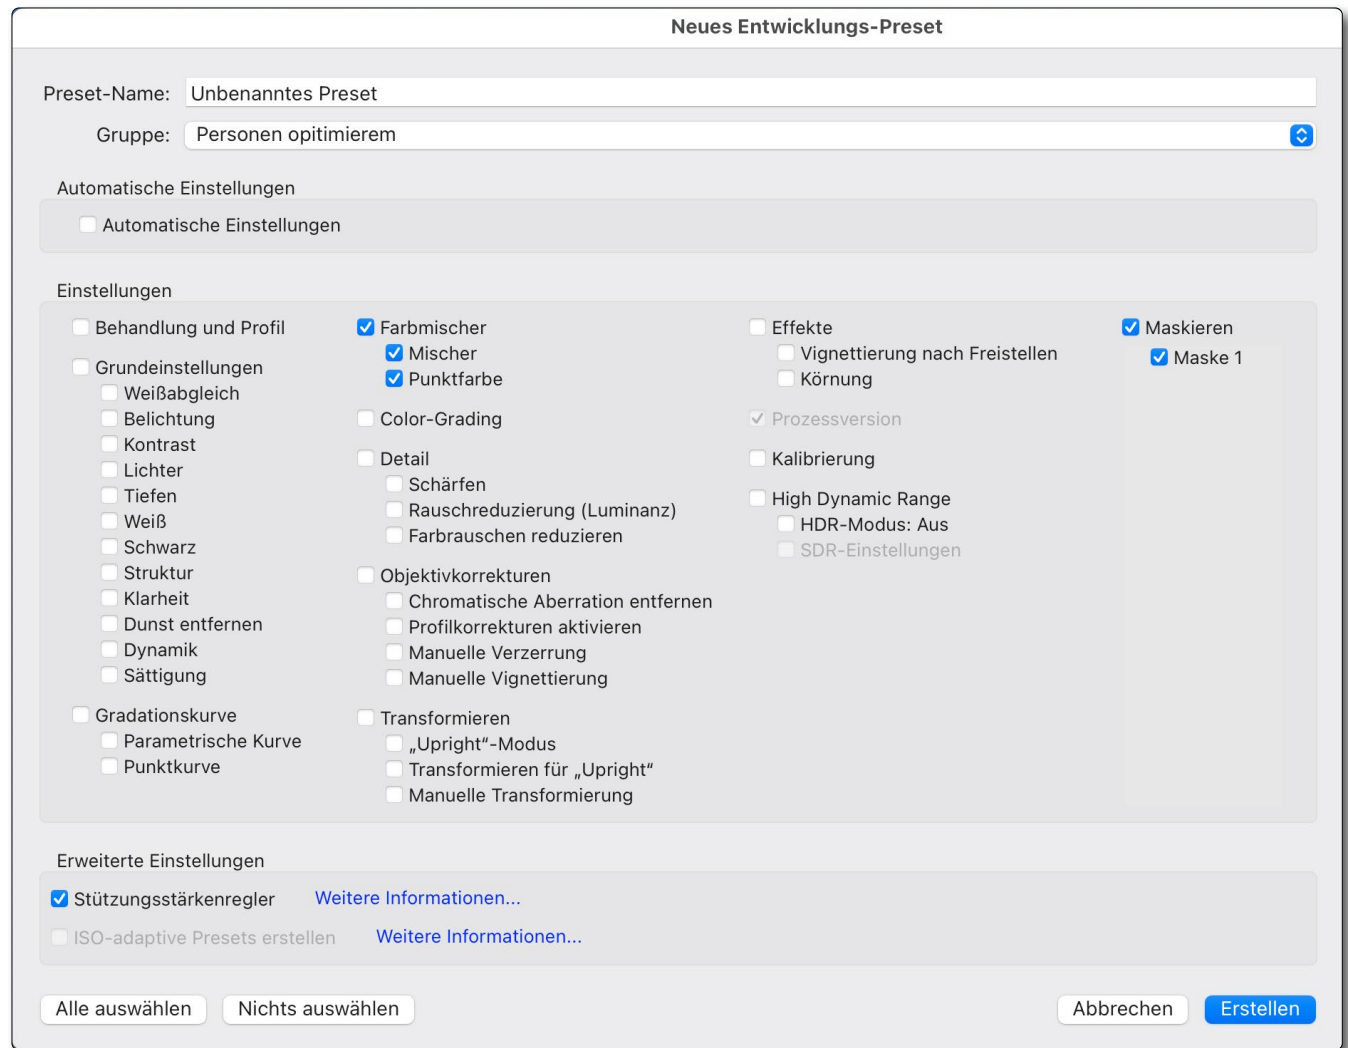 Neues Entwicklungs-Preset
Preset-Name: Unbenanntes Preset
Gruppe: Personen opitimierem
Automatische Einstellungen
Automatische Einstellungen
Einstellungen
Behandlung und Profil
Grundeinstellungen
Weißabgleich
Belichtung
Kontrast
Lichter
Tiefen
Weiß
Schwarz
Struktur
Klarheit
Dunst entfernen
Dynamik
Sättigung
Gradationskurve
Parametrische Kurve
Punktkurve
Farbmischer
Mischer
Punktfarbe
Color-Grading
Detail
Schärfen
Rauschreduzierung (Luminanz)
Farbrauschen reduzieren
Objektivkorrekturen
Chromatische Aberration entfernen
Profilkorrekturen aktivieren
Manuelle Verzerrung
Manuelle Vignettierung
Transformieren
„Upright“-Modus
Transformieren für „Upright“
Manuelle Transformierung
Effekte
Vignettierung nach Freistellen
Körnung
Prozessversion
Kalibrierung
High Dynamic Range
HDR-Modus: Aus
SDR-Einstellungen
Maskieren
Maske 1
Erweiterte Einstellungen
Stützungsstärkenregler Weitere Informationen...
ISO-adaptive Presets erstellen Weitere Informationen...
Alle auswählen Nichts auswählen Abbrechen Erstellen